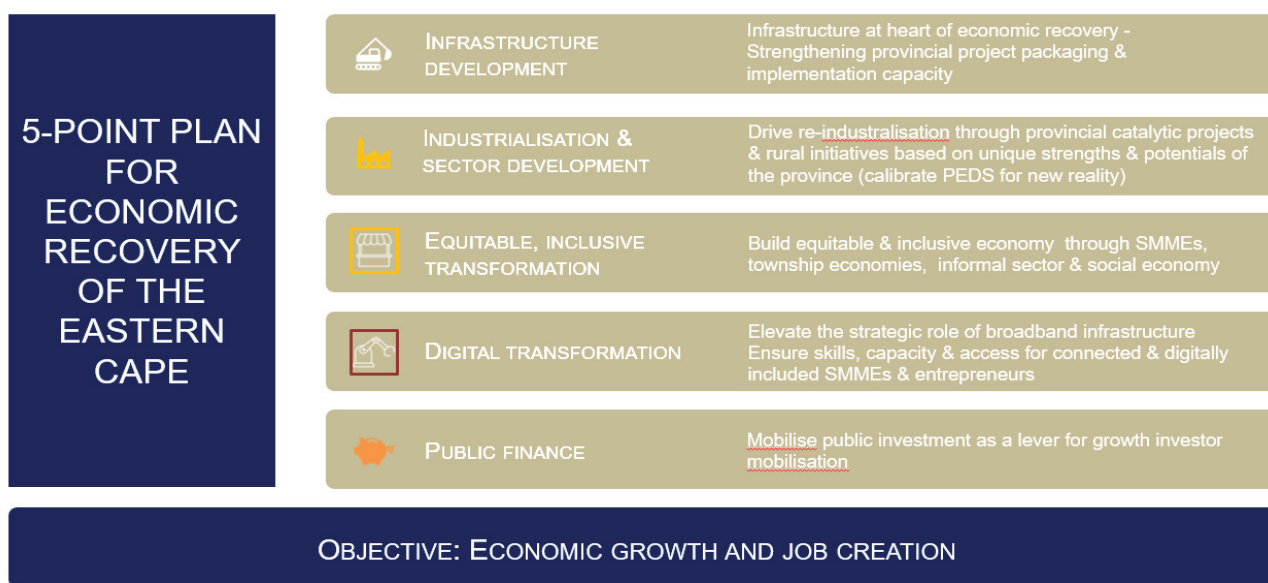 5-POINT PLAN
FOR
ECONOMIC
RECOVERY
OF THE
EASTERN
CAPE
INFRASTRUCTURE
DEVELOPMENT
Infrastructure at heart of economic recovery -
Strengthening provincial project packaging &
implementation capacity
INDUSTRIALISATION &
SECTOR DEVELOPMENT
Drive re-industralisation through provincial catalytic projects
& rural initiatives based on unique strengths & potentials of
the province (calibrate PEDS for new reality)
EQUITABLE, INCLUSIVE
TRANSFORMATION
Build equitable & inclusive economy through SMMEs,
township economies, informal sector & social economy
DIGITAL TRANSFORMATION
Elevate the strategic role of broadband infrastructure
Ensure skills, capacity & access for connected & digitally
included SMMEs & entrepreneurs
PUBLIC FINANCE
Mobilise public investment as a lever for growth investor
mobilisation
OBJECTIVE: ECONOMIC GROWTH AND JOB CREATION